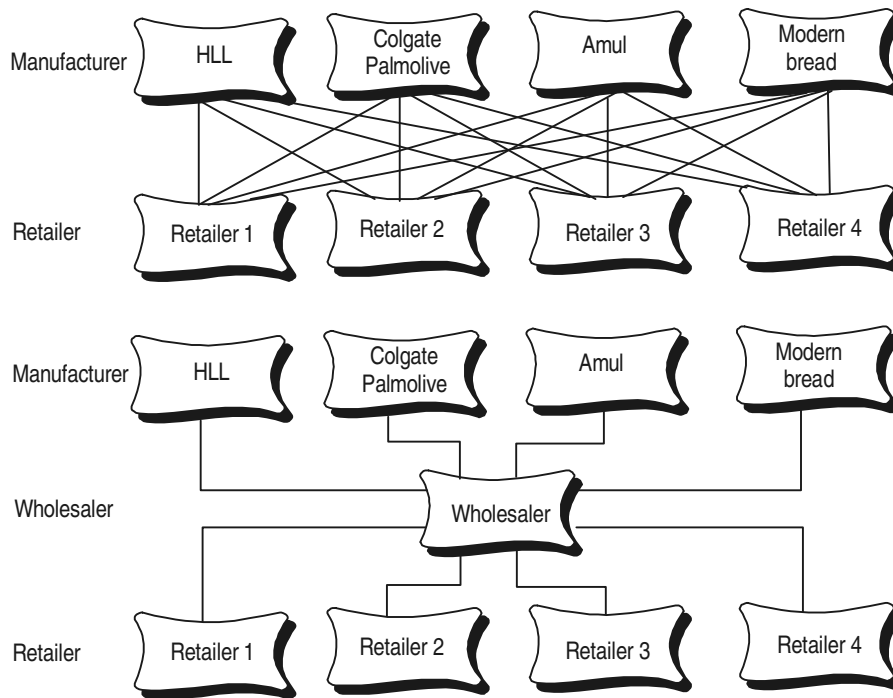 Manufacturer
HLL
Colgate
Palmolive
Amul
Modern
bread
Retailer
Retailer 1
Retailer 2
Retailer 3
Retailer 4
Manufacturer
HLL
Colgate
Palmolive
Amul
Modern
bread
Wholesaler
Wholesaler
Retailer
Retailer 1
Retailer 2
Retailer 3
Retailer 4